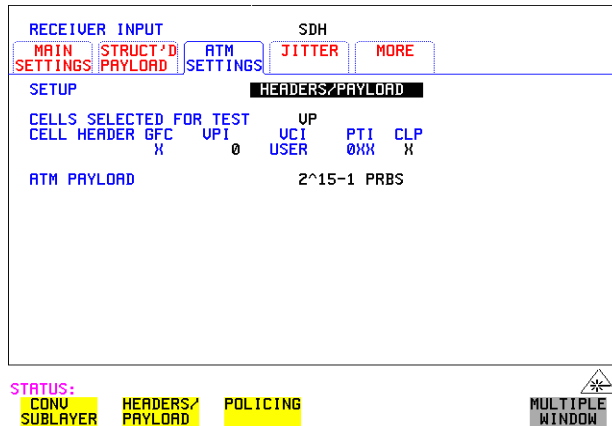 RECEIVER INPUT SDH
MAIN SETTINGS STRUCT'D PAYLOAD ATM SETTINGS JITTER MORE
SETUP HEADERS/PAYLOAD
CELLS SELECTED FOR TEST VP
CELL HEADER GFC VPI VCI PTI CLP
X 0 USER 0XX X
ATM PAYLOAD 2^15-1 PRBS
STATUS:
CONV SUBLAYER HEADERS/ PAYLOAD POLICING MULTIPLE WINDOW